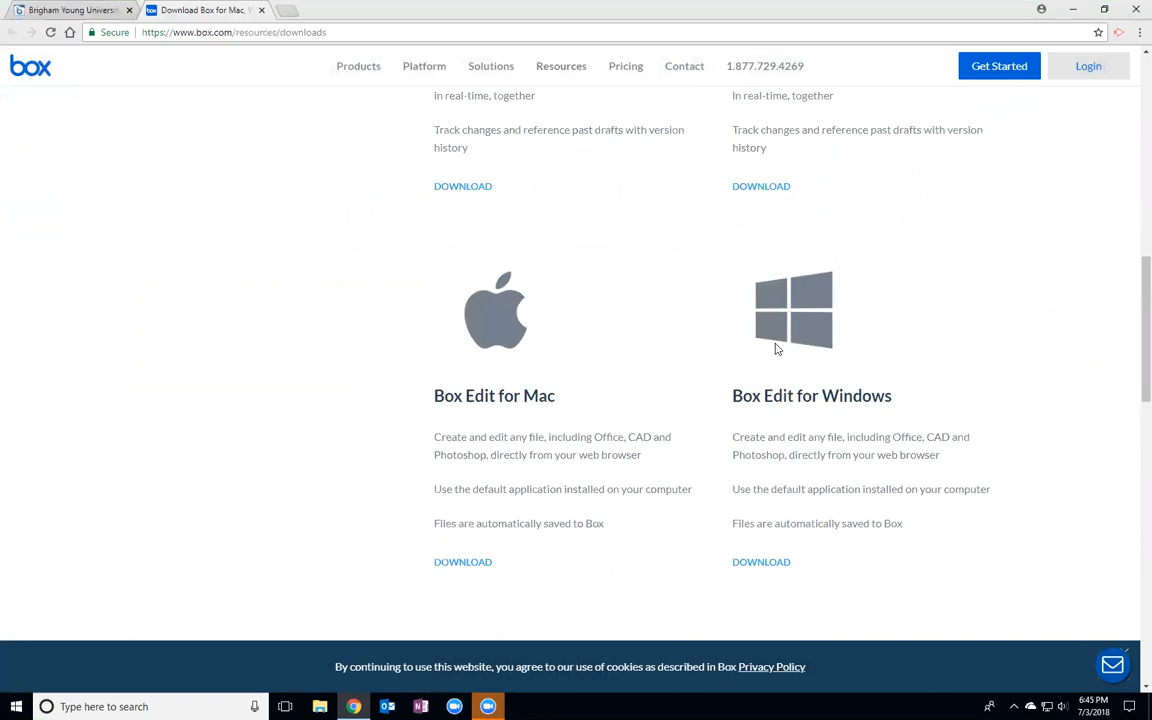 Brigham Young Universit
Download Box for Mac, W
Secure
https://www.box.com/resources/downloads
box
Products
Platform
Solutions
Resources
Pricing
Contact
1.877.729.4269
Get Started
Login
in real-time, together
Track changes and reference past drafts with version
history
DOWNLOAD
in real-time, together
Track changes and reference past drafts with version
history
DOWNLOAD
Box Edit for Mac
Create and edit any file, including Office, CAD and
Photoshop, directly from your web browser
Use the default application installed on your computer
Files are automatically saved to Box
DOWNLOAD
Box Edit for Windows
Create and edit any file, including Office, CAD and
Photoshop, directly from your web browser
Use the default application installed on your computer
Files are automatically saved to Box
DOWNLOAD
By continuing to use this website, you agree to our use of cookies as described in Box Privacy Policy
Type here to search
6:45 PM
7/3/2018